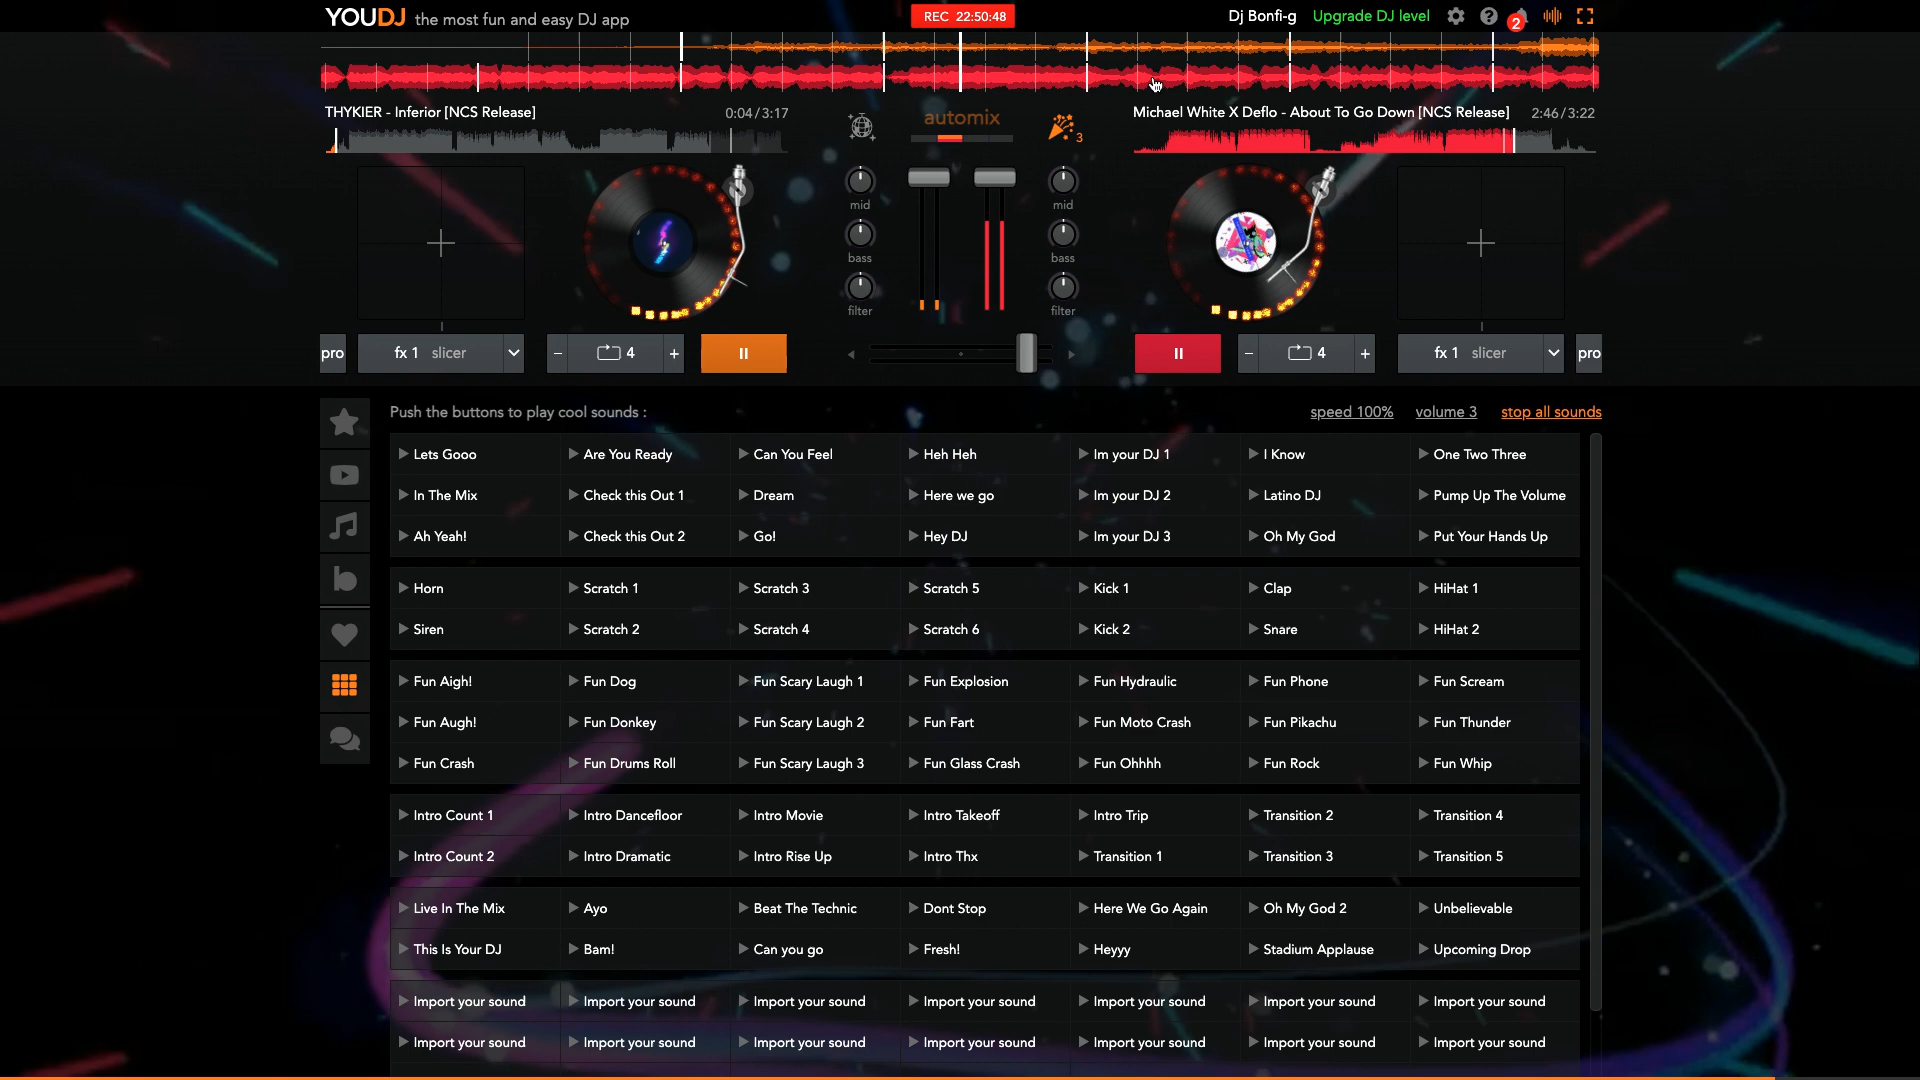 YOUDJ the most fun and easy DJ app
REC 22:50:48
Dj Bonfi-g Upgrade DJ level
2
THYKIER - Inferior [NCS Release] 0:04/3:17
automix
3
Michael White X Deflo - About To Go Down [NCS Release] 2:46/3:22
mid mid
bass bass
filter filter
pro fx 1 slicer − 4 +
− 4 + fx 1 slicer pro
Push the buttons to play cool sounds : speed 100% volume 3 stop all sounds
Lets Gooo Are You Ready Can You Feel Heh Heh Im your DJ 1 I Know One Two Three
In The Mix Check this Out 1 Dream Here we go Im your DJ 2 Latino DJ Pump Up The Volume
Ah Yeah! Check this Out 2 Go! Hey DJ Im your DJ 3 Oh My God Put Your Hands Up
Horn Scratch 1 Scratch 3 Scratch 5 Kick 1 Clap HiHat 1
Siren Scratch 2 Scratch 4 Scratch 6 Kick 2 Snare HiHat 2
Fun Aigh! Fun Dog Fun Scary Laugh 1 Fun Explosion Fun Hydraulic Fun Phone Fun Scream
Fun Augh! Fun Donkey Fun Scary Laugh 2 Fun Fart Fun Moto Crash Fun Pikachu Fun Thunder
Fun Crash Fun Drums Roll Fun Scary Laugh 3 Fun Glass Crash Fun Ohhhh Fun Rock Fun Whip
Intro Count 1 Intro Dancefloor Intro Movie Intro Takeoff Intro Trip Transition 2 Transition 4
Intro Count 2 Intro Dramatic Intro Rise Up Intro Thx Transition 1 Transition 3 Transition 5
Live In The Mix Ayo Beat The Technic Dont Stop Here We Go Again Oh My God 2 Unbelievable
This Is Your DJ Bam! Can you go Fresh! Heyyy Stadium Applause Upcoming Drop
Import your sound Import your sound Import your sound Import your sound Import your sound Import your sound Import your sound
Import your sound Import your sound Import your sound Import your sound Import your sound Import your sound Import your sound